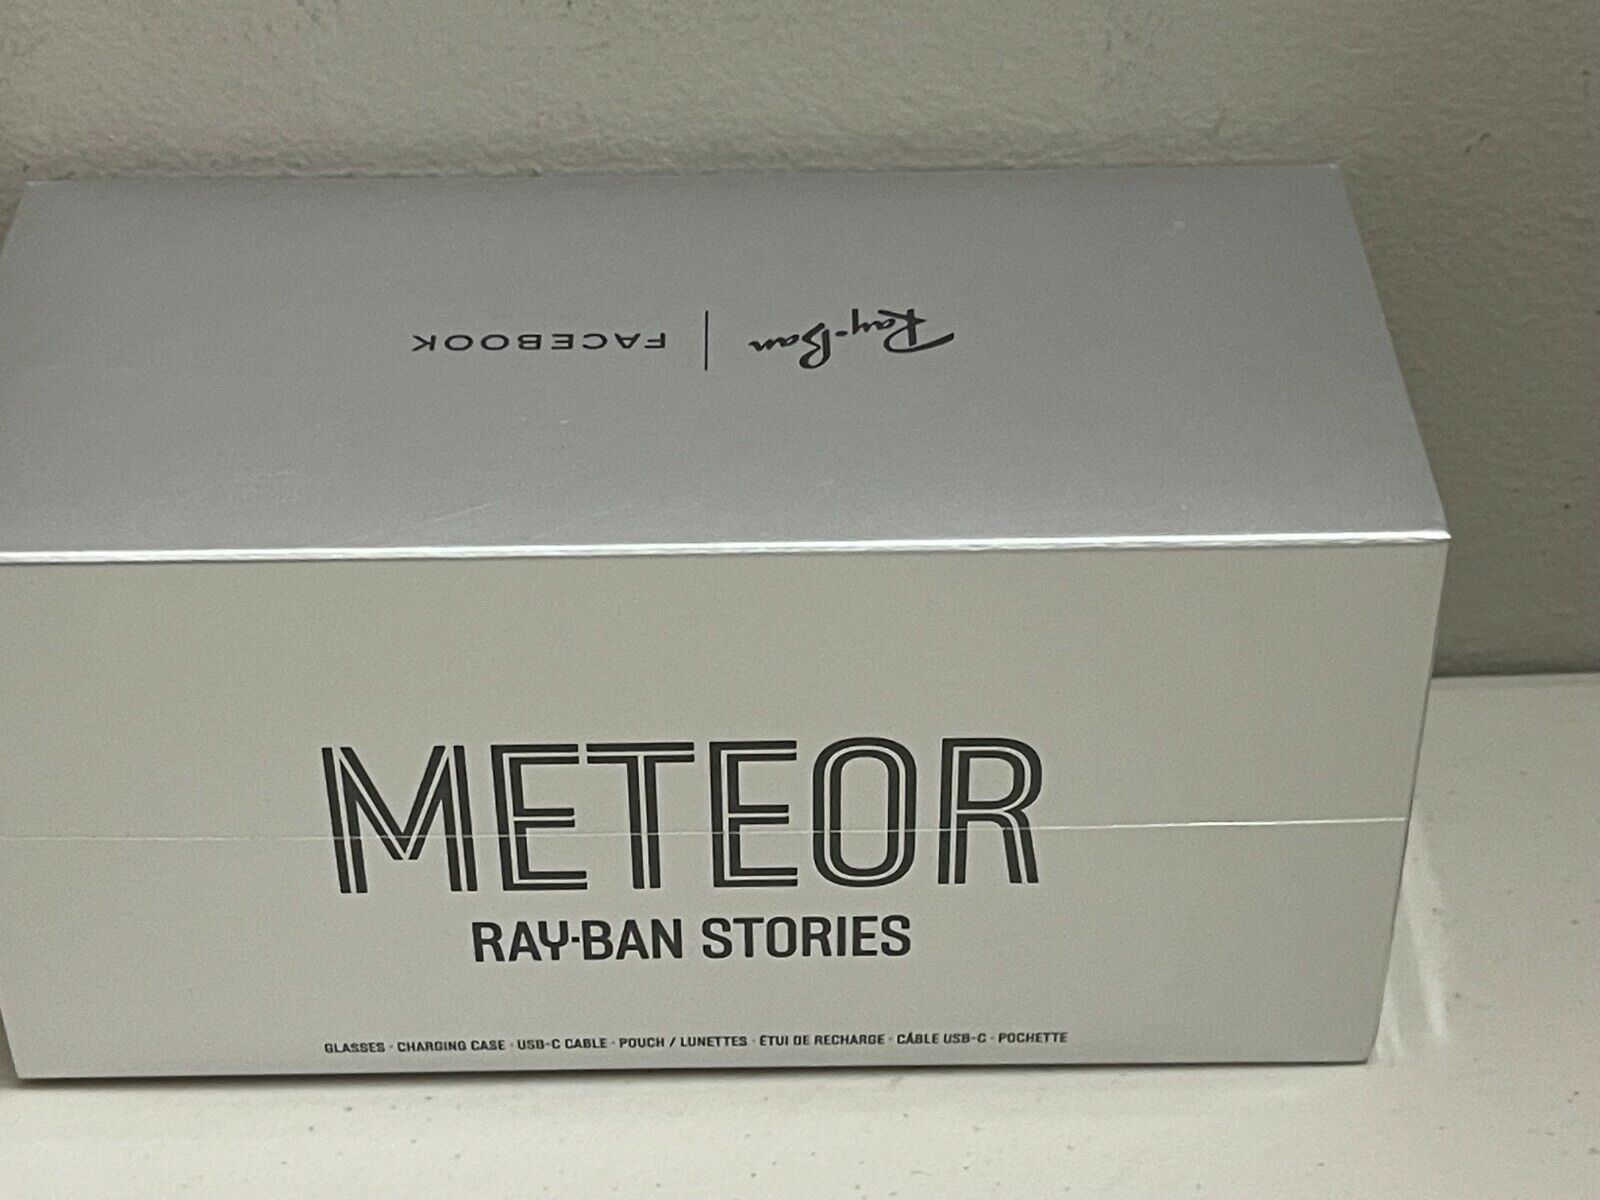 Ray-Ban | FACEBOOK
METEOR
RAY-BAN STORIES
GLASSES · CHARGING CASE · USB-C CABLE · POUCH / LUNETTES · ÉTUI DE RECHARGE · CÂBLE USB-C · POCHETTE